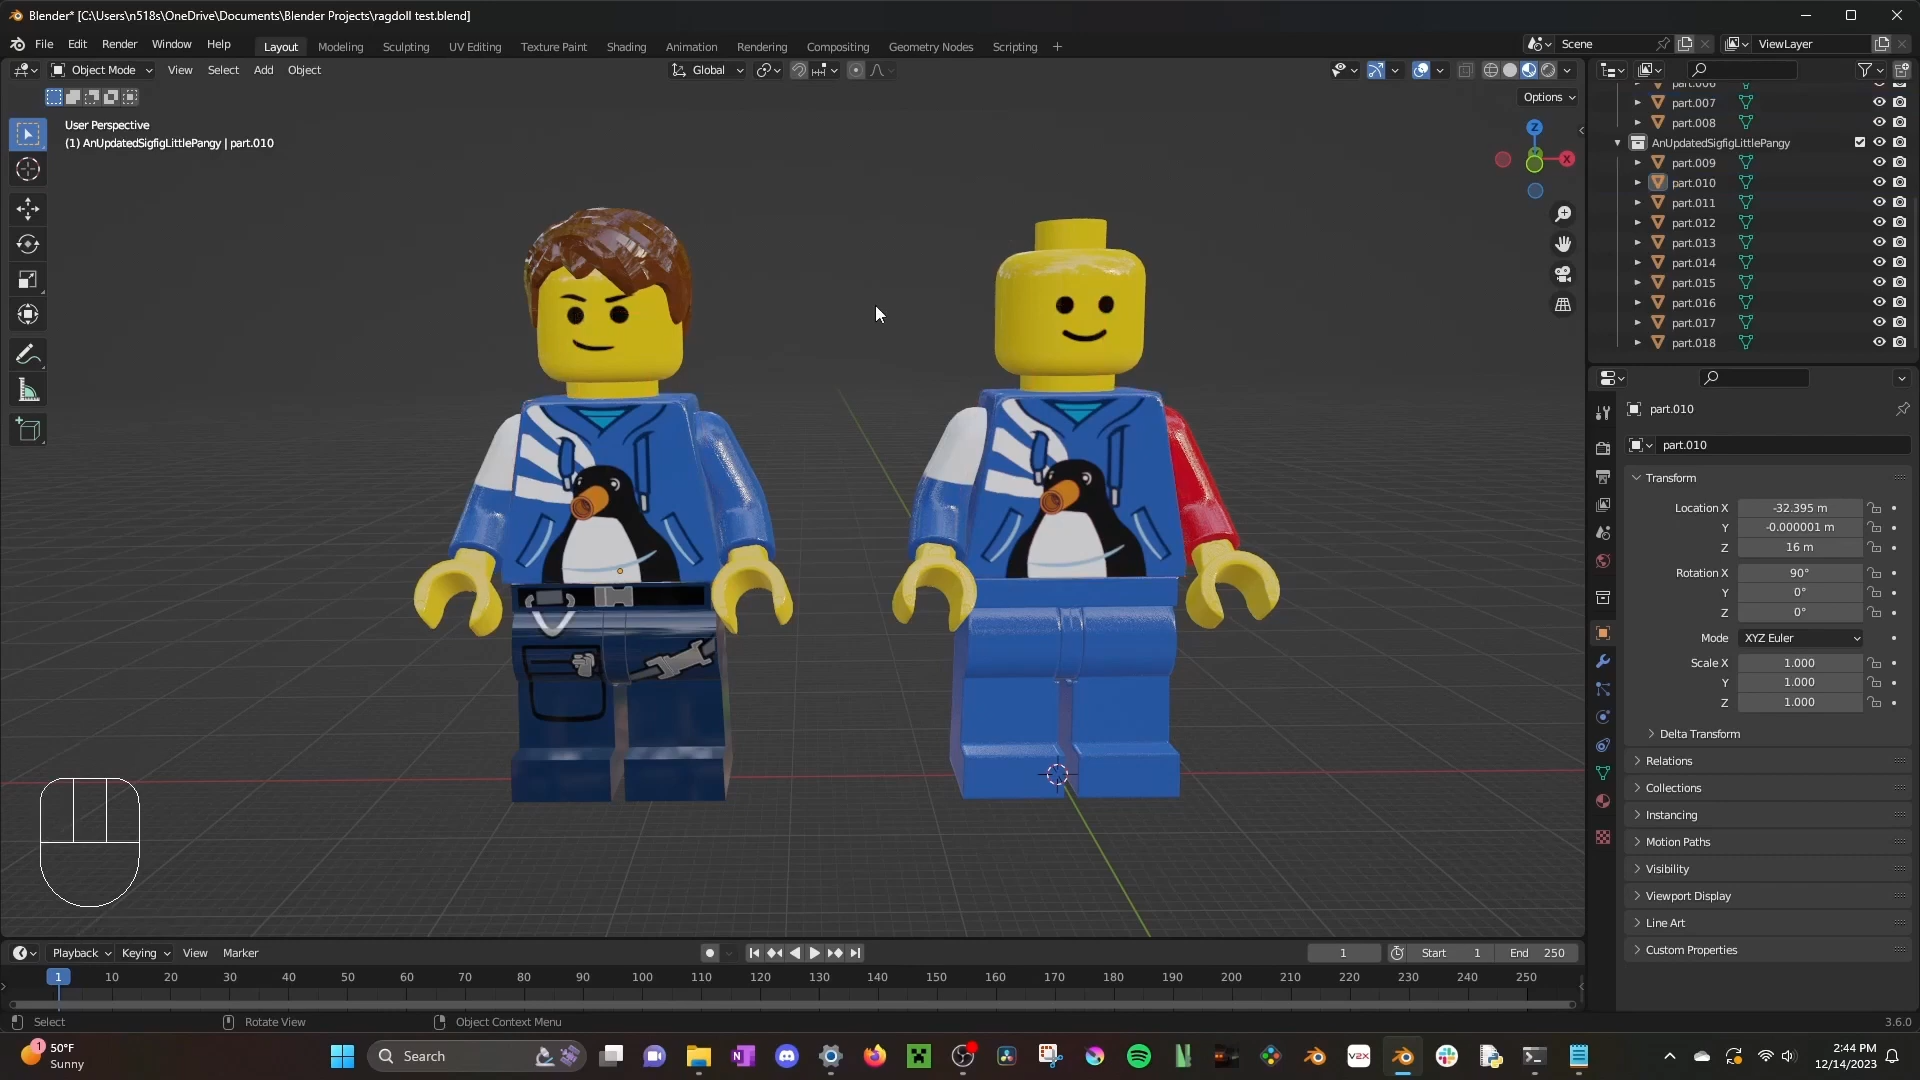 Blender* [C:\Users\n518s\OneDrive\Documents\Blender Projects\ragdoll test.blend]
File Edit Render Window Help
Layout Modeling Sculpting UV Editing Texture Paint Shading Animation Rendering Compositing Geometry Nodes Scripting +
Scene
ViewLayer
Object Mode
View Select Add Object
Global
Options
User Perspective
(1) AnUpdatedSigfigLittlePangy | part.010
Z
X
part.006
part.007
part.008
AnUpdatedSigfigLittlePangy
part.009
part.010
part.011
part.012
part.013
part.014
part.015
part.016
part.017
part.018
part.010
part.010
Transform
Location X -32.395 m
Y -0.000001 m
Z 16 m
Rotation X 90°
Y 0°
Z 0°
Mode XYZ Euler
Scale X 1.000
Y 1.000
Z 1.000
Delta Transform
Relations
Collections
Instancing
Motion Paths
Visibility
Viewport Display
Line Art
Custom Properties
Playback Keying View Marker
1
Start 1
End 250
1 10 20 30 40 50 60 70 80 90 100 110 120 130 140 150 160 170 180 190 200 210 220 230 240 250
Select
Rotate View
Object Context Menu
3.6.0
1
50°F
Sunny
Search
V2X
2:44 PM
12/14/2023